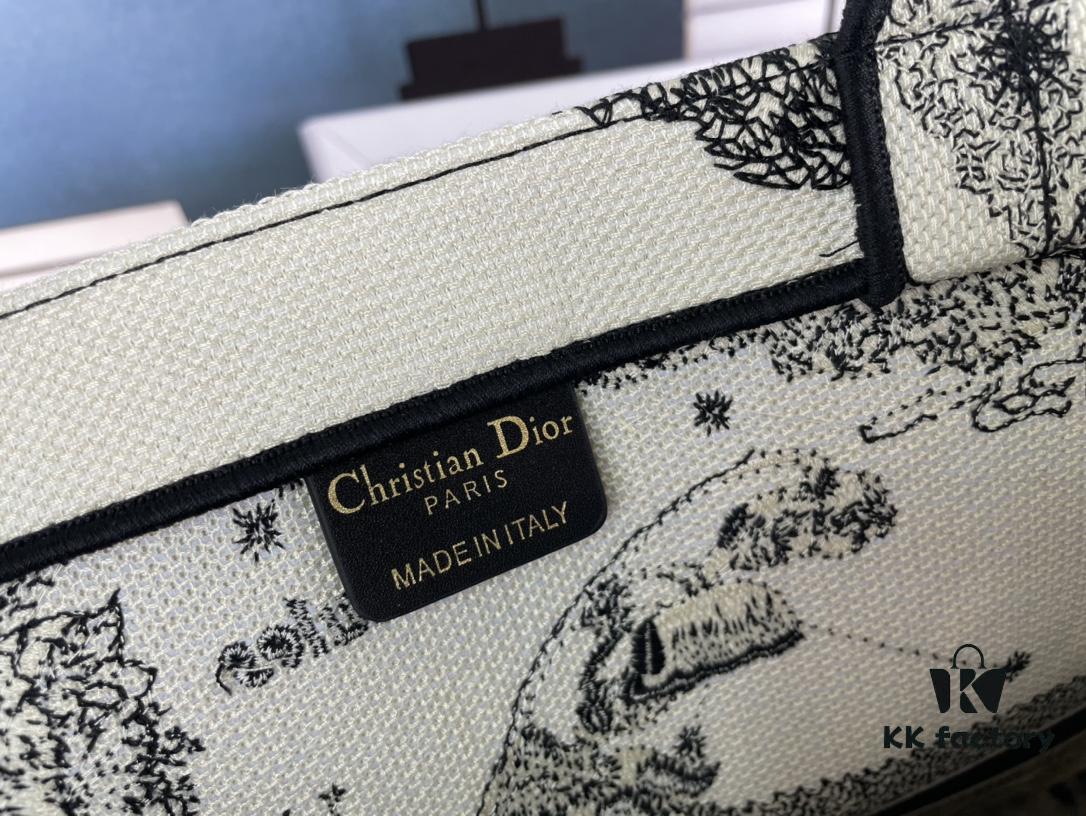 Christian Dior
PARIS
MADE IN ITALY
KK factory